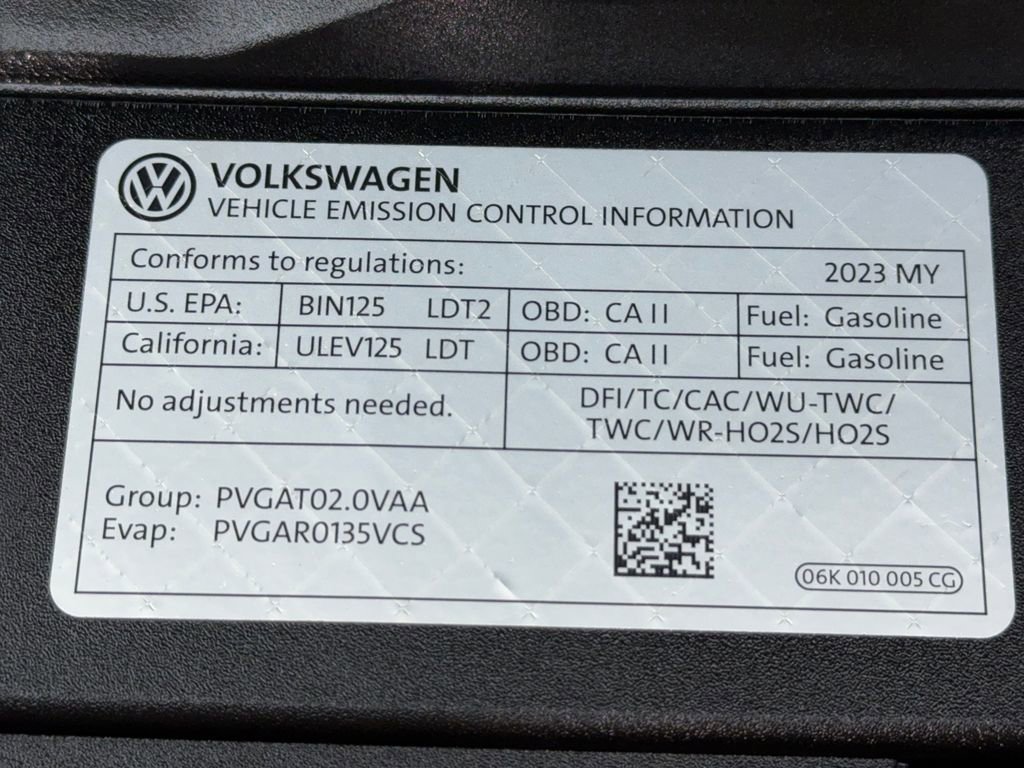 VOLKSWAGEN
VEHICLE EMISSION CONTROL INFORMATION
Conforms to regulations: 2023 MY
U.S. EPA: BIN125 LDT2 OBD: CA II Fuel: Gasoline
California: ULEV125 LDT OBD: CA II Fuel: Gasoline
No adjustments needed. DFI/TC/CAC/WU-TWC/
TWC/WR-HO2S/HO2S
Group: PVGAT02.0VAA
Evap: PVGAR0135VCS
06K 010 005 CG